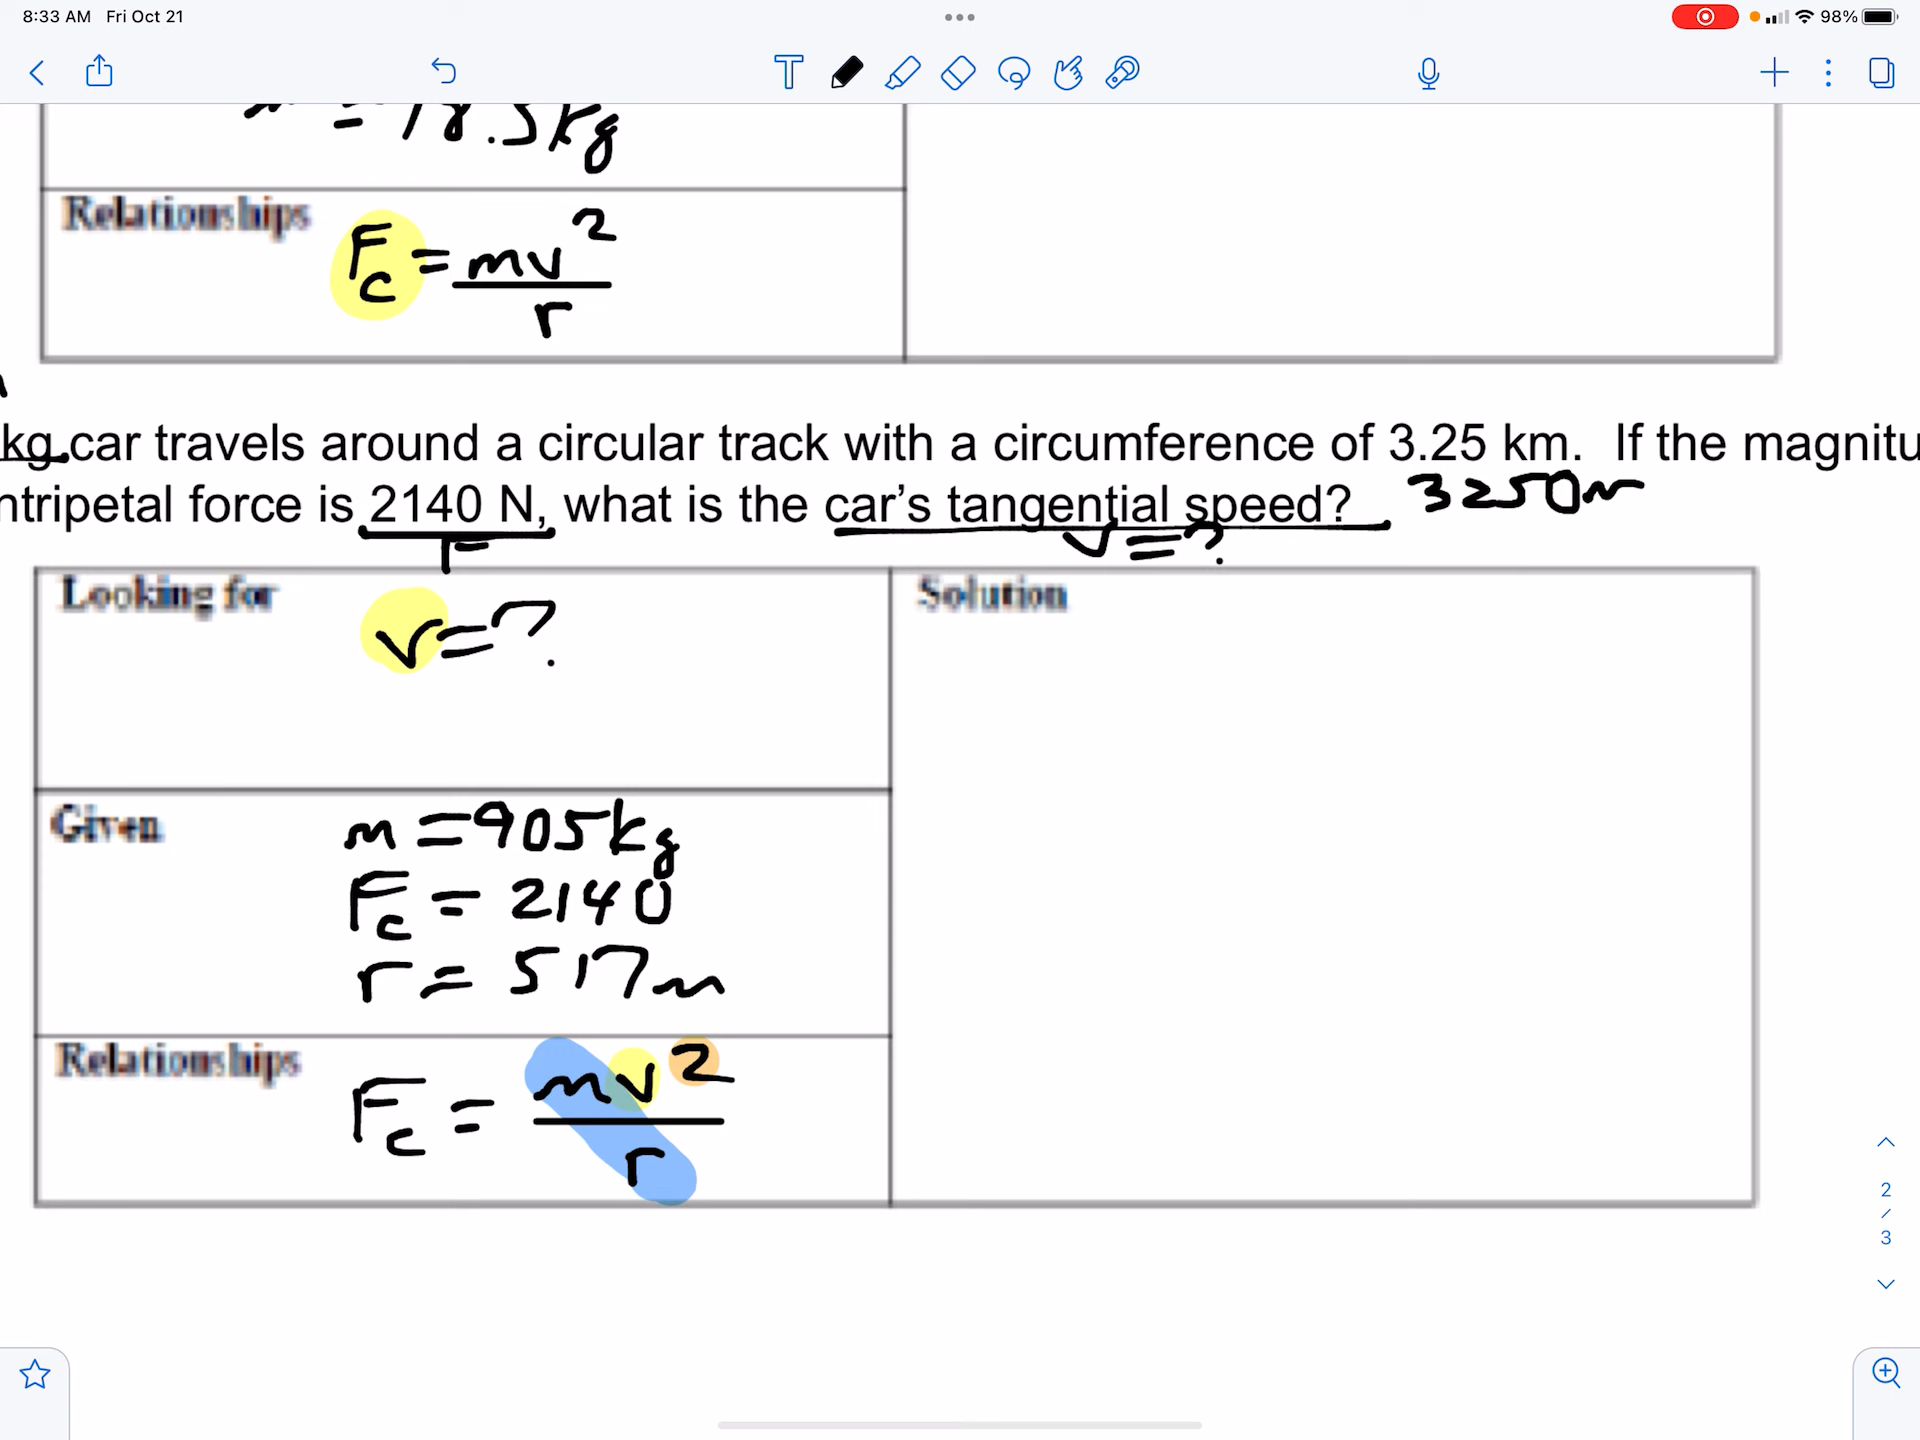 8:33 AM Fri Oct 21
98%
= 18.5kg
Relationships
Fc = mv²
r
kg car travels around a circular track with a circumference of 3.25 km. If the magnitu
3250m
ntripetal force is 2140 N, what is the car's tangential speed?
F
v=?
Looking for
v=?
Solution
Given
m=905kg
Fc = 2140
r = 517m
Relationships
Fc = mv²
r
2
/
3